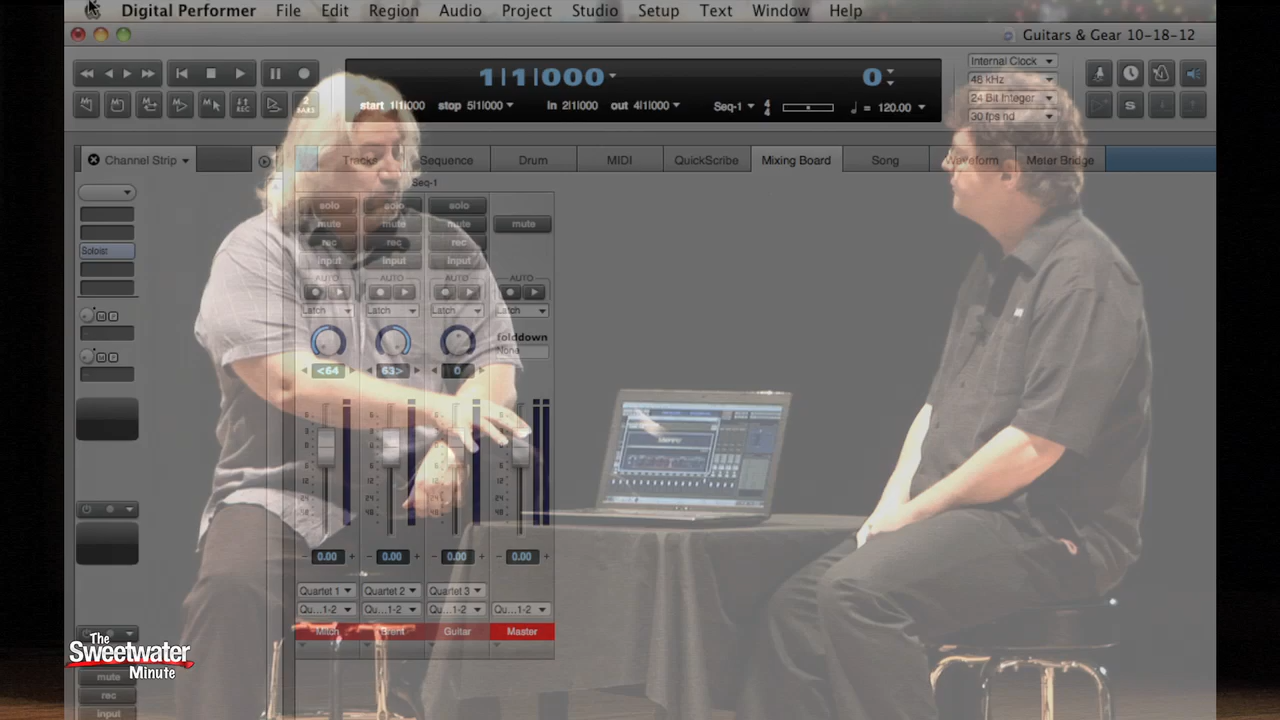 Digital Performer File Edit Region Audio Project Studio Setup Text Window Help
Guitars & Gear 10-18-12
1|1|000 0
start 1|1|000 stop 5|1|000 in 2|1|000 out 4|1|000 Seq-1 4 4 = 120.00
Internal Clock
48 kHz
24 Bit Integer
30 fps nd
2 BARS
REC
S
Channel Strip Tracks Sequence Drum MIDI QuickScribe Mixing Board Song Waveform Meter Bridge
Seq-1
solo solo solo
mute mute mute mute
rec rec rec
Soloist
input input input
AUTO AUTO AUTO AUTO
Latch Latch Latch Latch
folddown
None
<64 63> 0
0.00 0.00 0.00 0.00
Quartet 1 Quartet 2 Quartet 3
Qu...1-2 Qu...1-2 Qu...1-2 Qu...1-2
Mitch Brent Guitar Master
The
Sweetwater
Minute
mute
rec
input